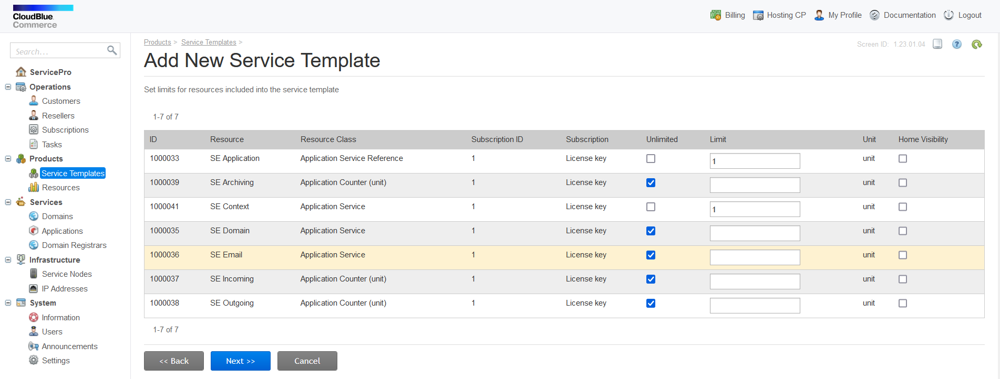 CloudBlue.
Commerce
Billing Hosting CP My Profile Documentation Logout
Search...
ServicePro
Operations
Customers
Resellers
Subscriptions
Tasks
Products
Service Templates
Resources
Services
Domains
Applications
Domain Registrars
Infrastructure
Service Nodes
IP Addresses
System
Information
Users
Announcements
Settings
Products > Service Templates >
Screen ID: 1.23.01.04
Add New Service Template
Set limits for resources included into the service template
1-7 of 7
ID Resource Resource Class Subscription ID Subscription Unlimited Limit Unit Home Visibility
1000033 SE Application Application Service Reference 1 License key 1 unit
1000039 SE Archiving Application Counter (unit) 1 License key unit
1000041 SE Context Application Service 1 License key 1 unit
1000035 SE Domain Application Service 1 License key unit
1000036 SE Email Application Service 1 License key unit
1000037 SE Incoming Application Counter (unit) 1 License key unit
1000038 SE Outgoing Application Counter (unit) 1 License key unit
1-7 of 7
<< Back Next >> Cancel